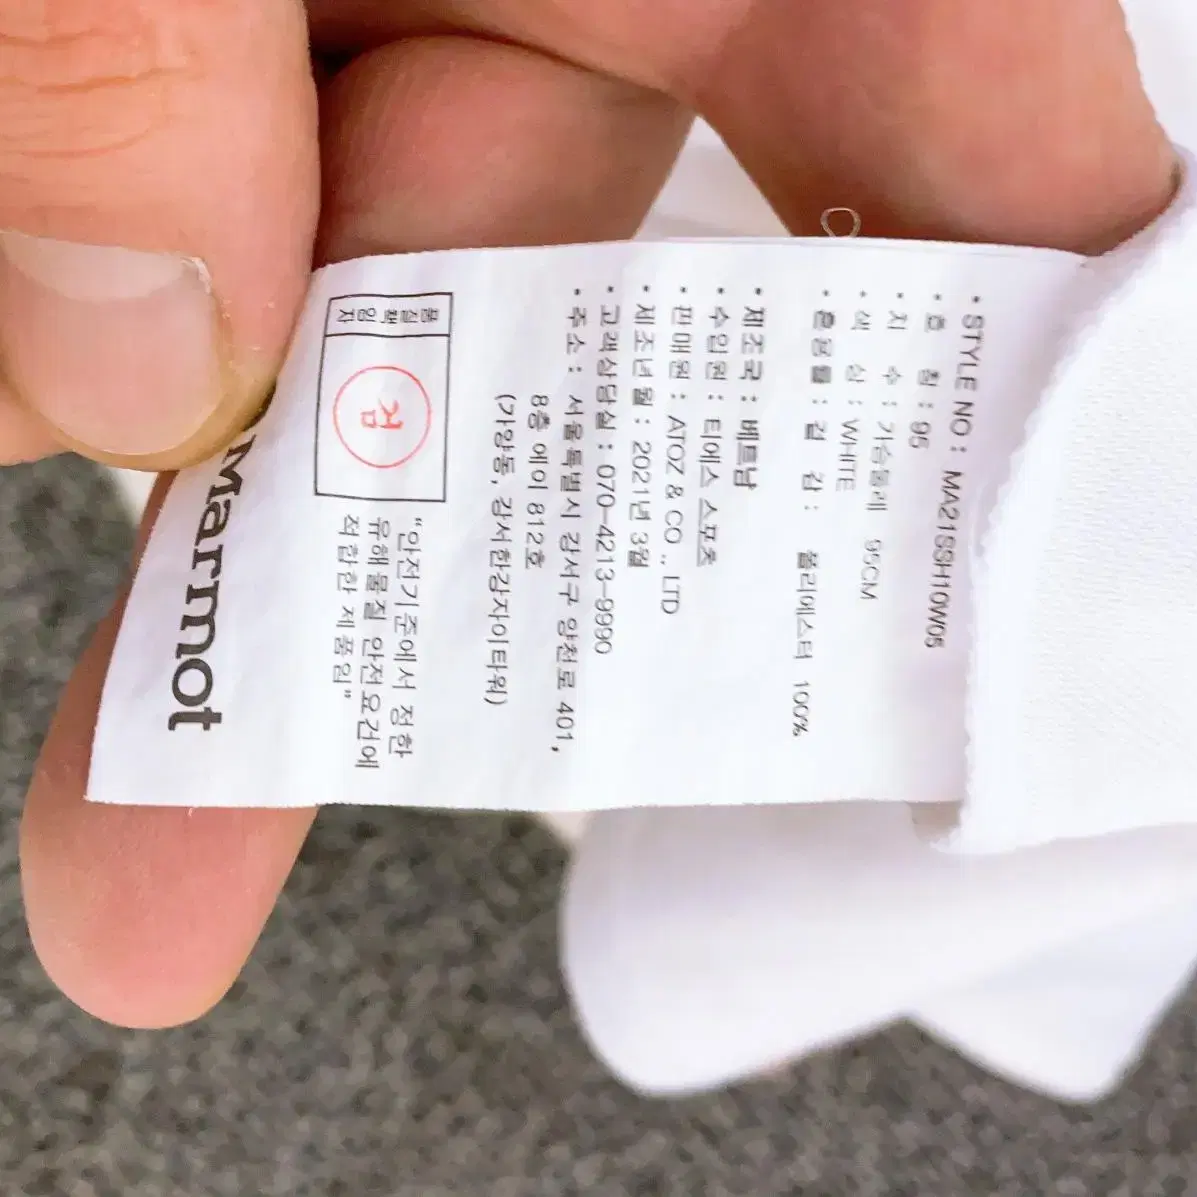 • STYLE NO : MA21SSH10W05
• 호 칭 : 95
• 치 수 : 가슴둘레 95CM
• 색 상 : WHITE
• 혼용률 : 겉 감 : 폴리에스터 100%
• 제조국 : 베트남
• 수입원 : 티에스 스포츠
• 판매원 : ATOZ & CO ., LTD
• 제조년월 : 2021년 3월
• 고객상담실 : 070-4213-9990
• 주소 : 서울특별시 강서구 양천로 401,
8층 에이812호
(가양동, 강서한강자이타워)
품질책임자
검
"안전기준에서 정한
유해물질 안전요건에
적합한 제품임"
Marmot